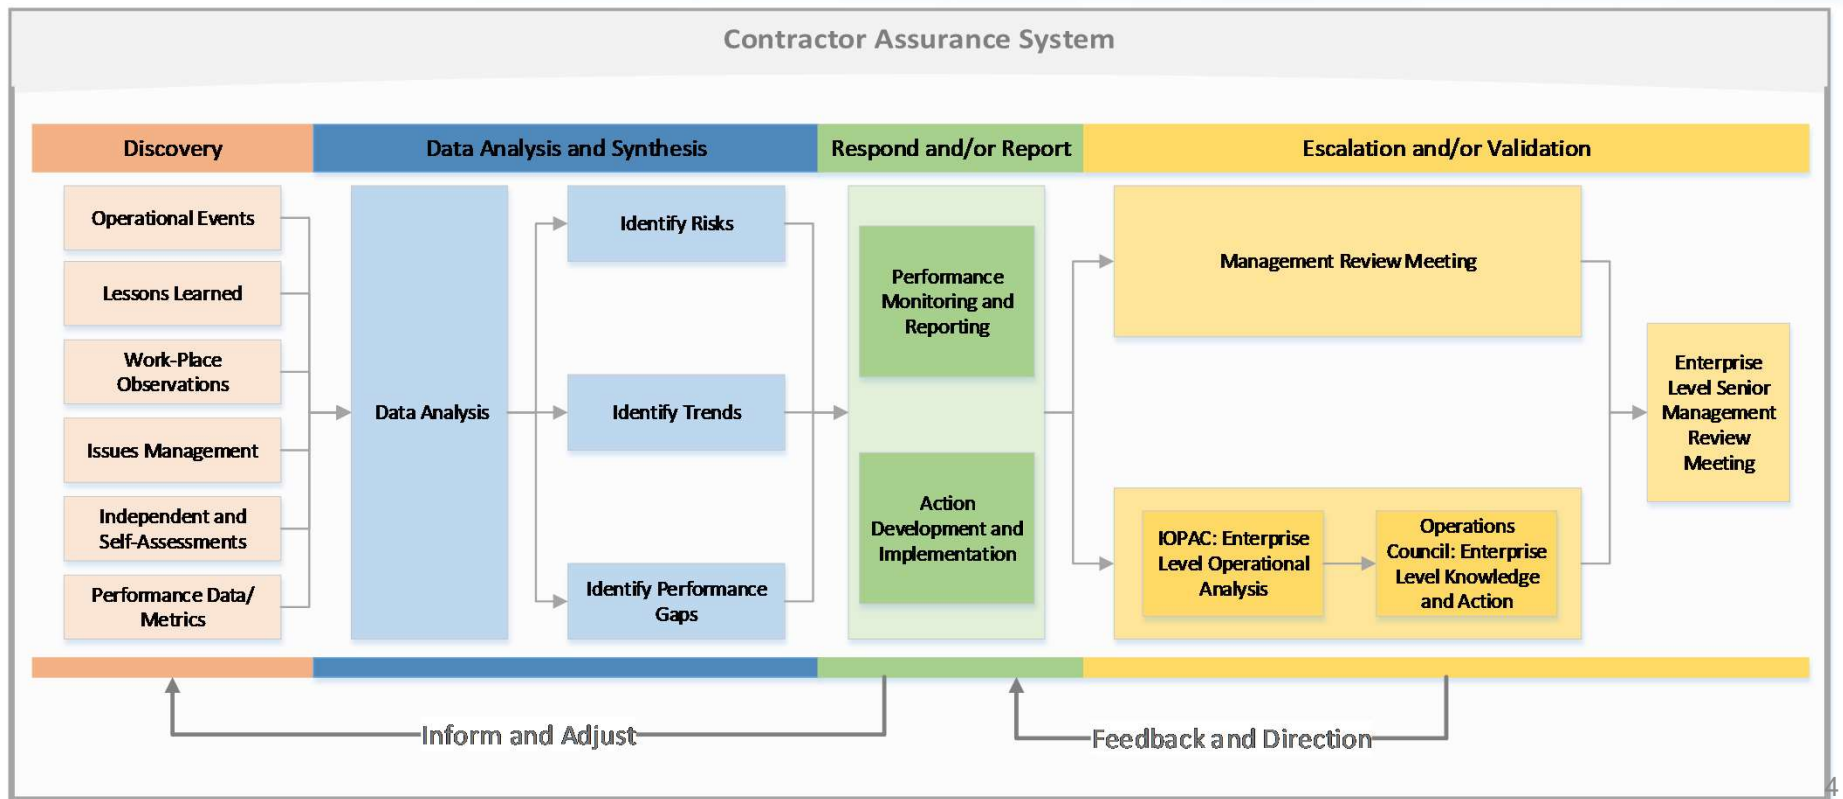 Contractor Assurance System
Discovery
Data Analysis and Synthesis
Respond and/or Report
Escalation and/or Validation
Operational Events
Lessons Learned
Work-Place
Observations
Issues Management
Independent and
Self-Assessments
Performance Data/
Metrics
Data Analysis
Identify Risks
Identify Trends
Identify Performance
Gaps
Performance
Monitoring and
Reporting
Action
Development and
Implementation
Management Review Meeting
IOPAC: Enterprise
Level Operational
Analysis
Operations
Council: Enterprise
Level Knowledge
and Action
Enterprise
Level Senior
Management
Review
Meeting
Inform and Adjust
Feedback and Direction
4